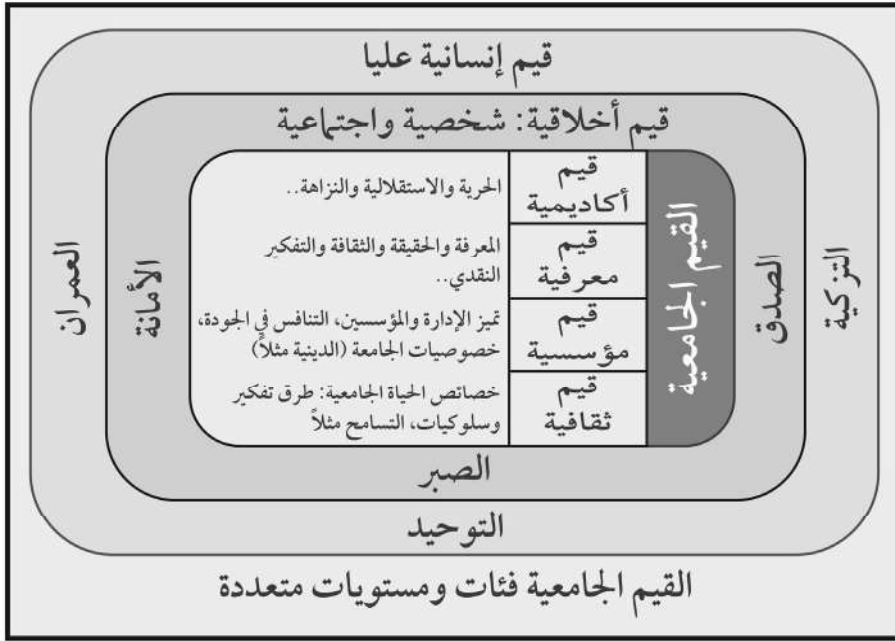 قيم إنسانية عليا
قيم أخلاقية: شخصية واجتماعية
التزكية
الصدق
القيم الجامعية
قيم
أكاديمية
الحرية والاستقلالية والنزاهة..
قيم
معرفية
المعرفة والحقيقة والثقافة والتفكير
النقدي..
قيم
مؤسسية
تميز الإدارة والمؤسسين، التنافس في الجودة،
خصوصيات الجامعة (الدينية مثلاً)
قيم
ثقافية
خصائص الحياة الجامعية: طرق تفكير
وسلوكيات، التسامح مثلاً
الأمانة
العمران
الصبر
التوحيد
القيم الجامعية فئات ومستويات متعددة